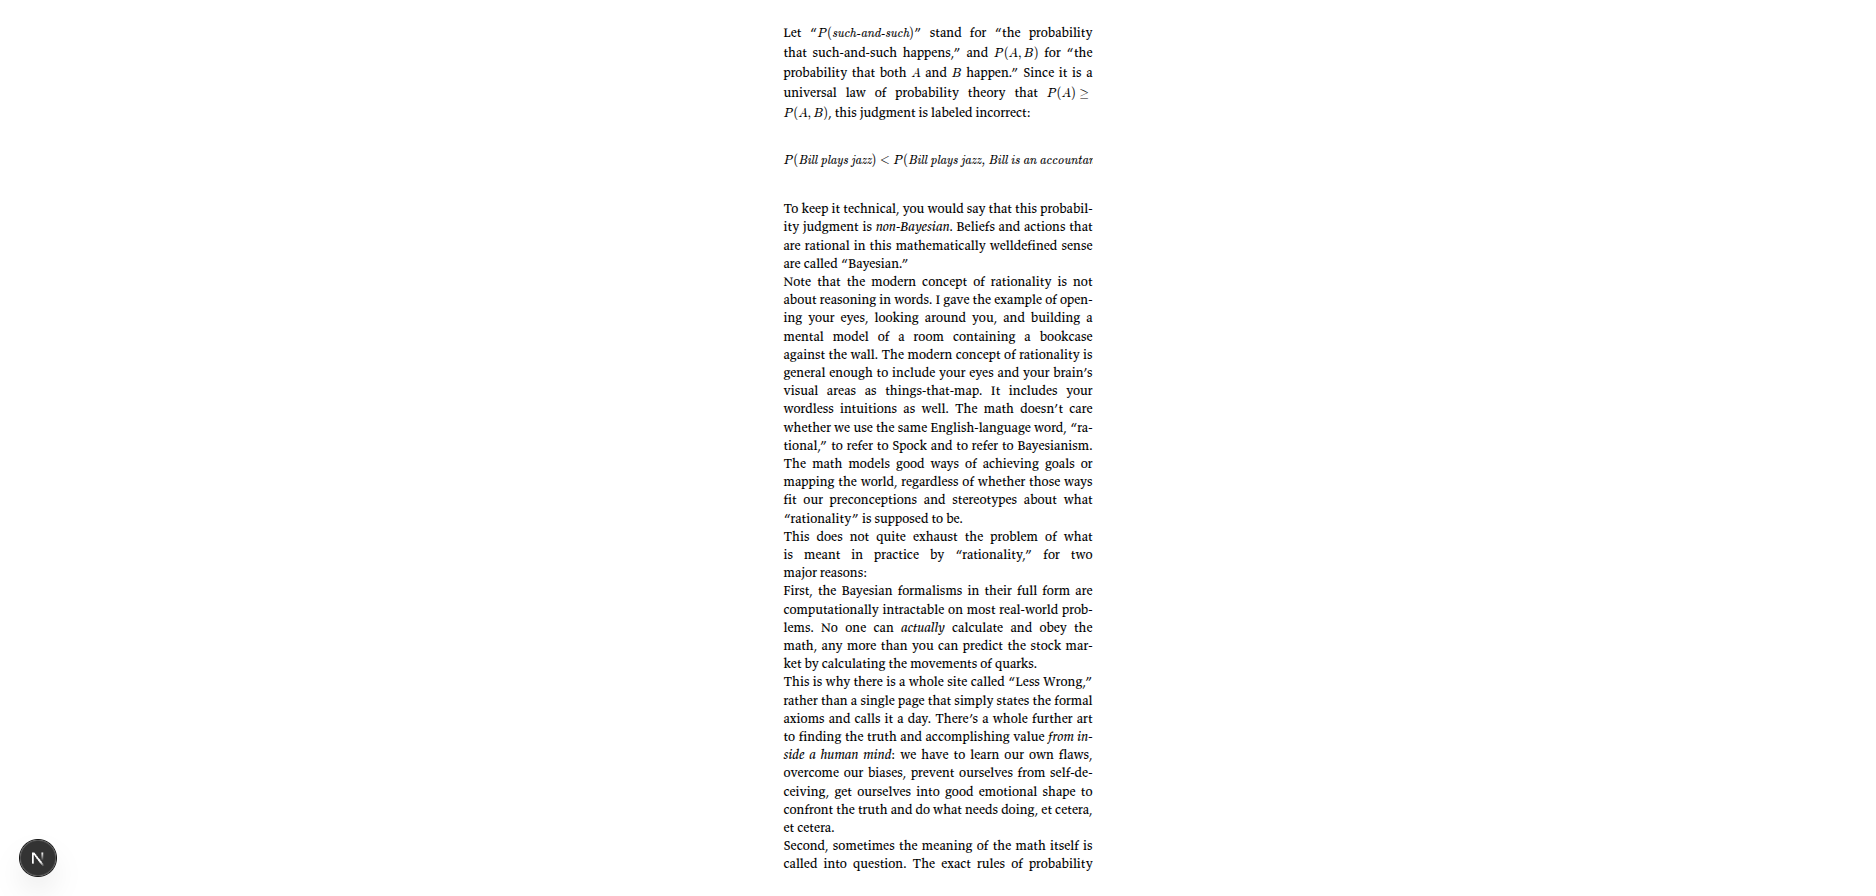 Let “P(such-and-such)” stand for “the probability
that such-and-such happens,” and P(A, B) for “the
probability that both A and B happen.” Since it is a
universal law of probability theory that P(A) ≥
P(A, B), this judgment is labeled incorrect:
P(Bill plays jazz) < P(Bill plays jazz, Bill is an accountan
To keep it technical, you would say that this probabil-
ity judgment is non-Bayesian. Beliefs and actions that
are rational in this mathematically welldefined sense
are called “Bayesian.”
Note that the modern concept of rationality is not
about reasoning in words. I gave the example of open-
ing your eyes, looking around you, and building a
mental model of a room containing a bookcase
against the wall. The modern concept of rationality is
general enough to include your eyes and your brain’s
visual areas as things-that-map. It includes your
wordless intuitions as well. The math doesn’t care
whether we use the same English-language word, “ra-
tional,” to refer to Spock and to refer to Bayesianism.
The math models good ways of achieving goals or
mapping the world, regardless of whether those ways
fit our preconceptions and stereotypes about what
“rationality” is supposed to be.
This does not quite exhaust the problem of what
is meant in practice by “rationality,” for two
major reasons:
First, the Bayesian formalisms in their full form are
computationally intractable on most real-world prob-
lems. No one can actually calculate and obey the
math, any more than you can predict the stock mar-
ket by calculating the movements of quarks.
This is why there is a whole site called “Less Wrong,”
rather than a single page that simply states the formal
axioms and calls it a day. There’s a whole further art
to finding the truth and accomplishing value from in-
side a human mind: we have to learn our own flaws,
overcome our biases, prevent ourselves from self-de-
ceiving, get ourselves into good emotional shape to
confront the truth and do what needs doing, et cetera,
et cetera.
Second, sometimes the meaning of the math itself is
called into question. The exact rules of probability
N